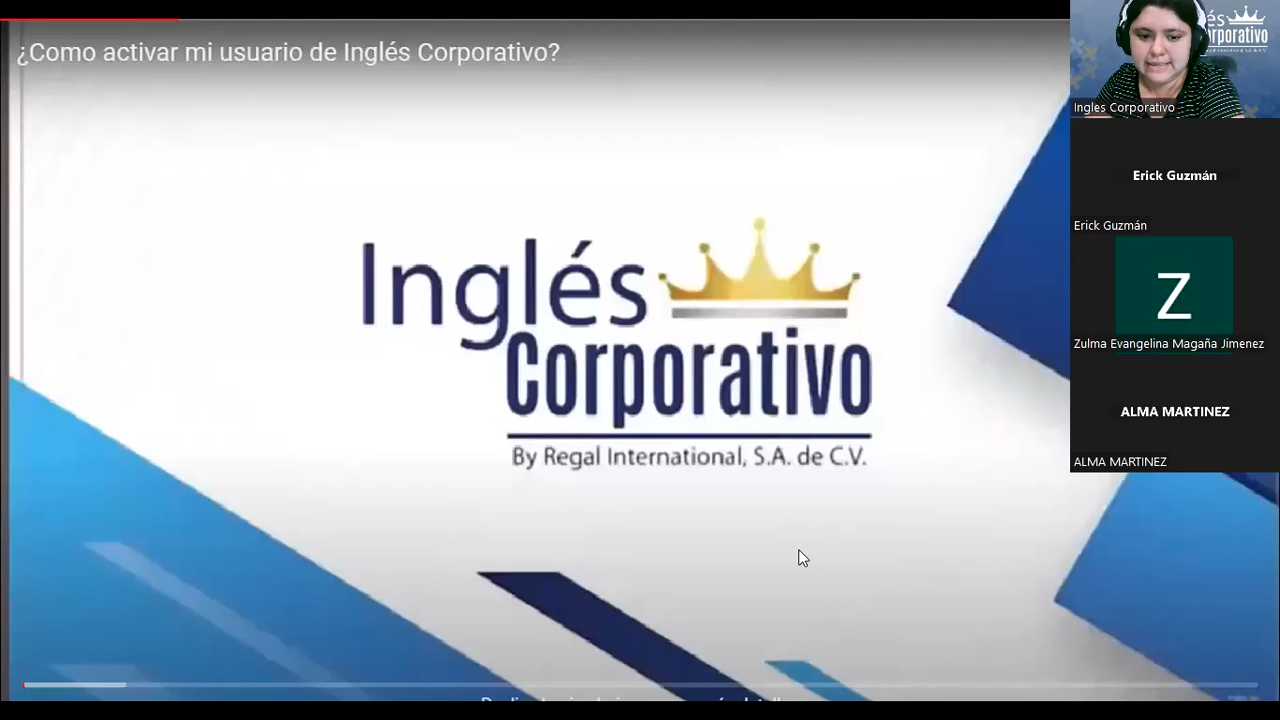 ¿Como activar mi usuario de Inglés Corporativo?
Inglés
Corporativo
By Regal International, S.A. de C.V.
Ingles Corporativo
Erick Guzmán
Erick Guzmán
Z
Zulma Evangelina Magaña Jimenez
ALMA MARTINEZ
ALMA MARTINEZ